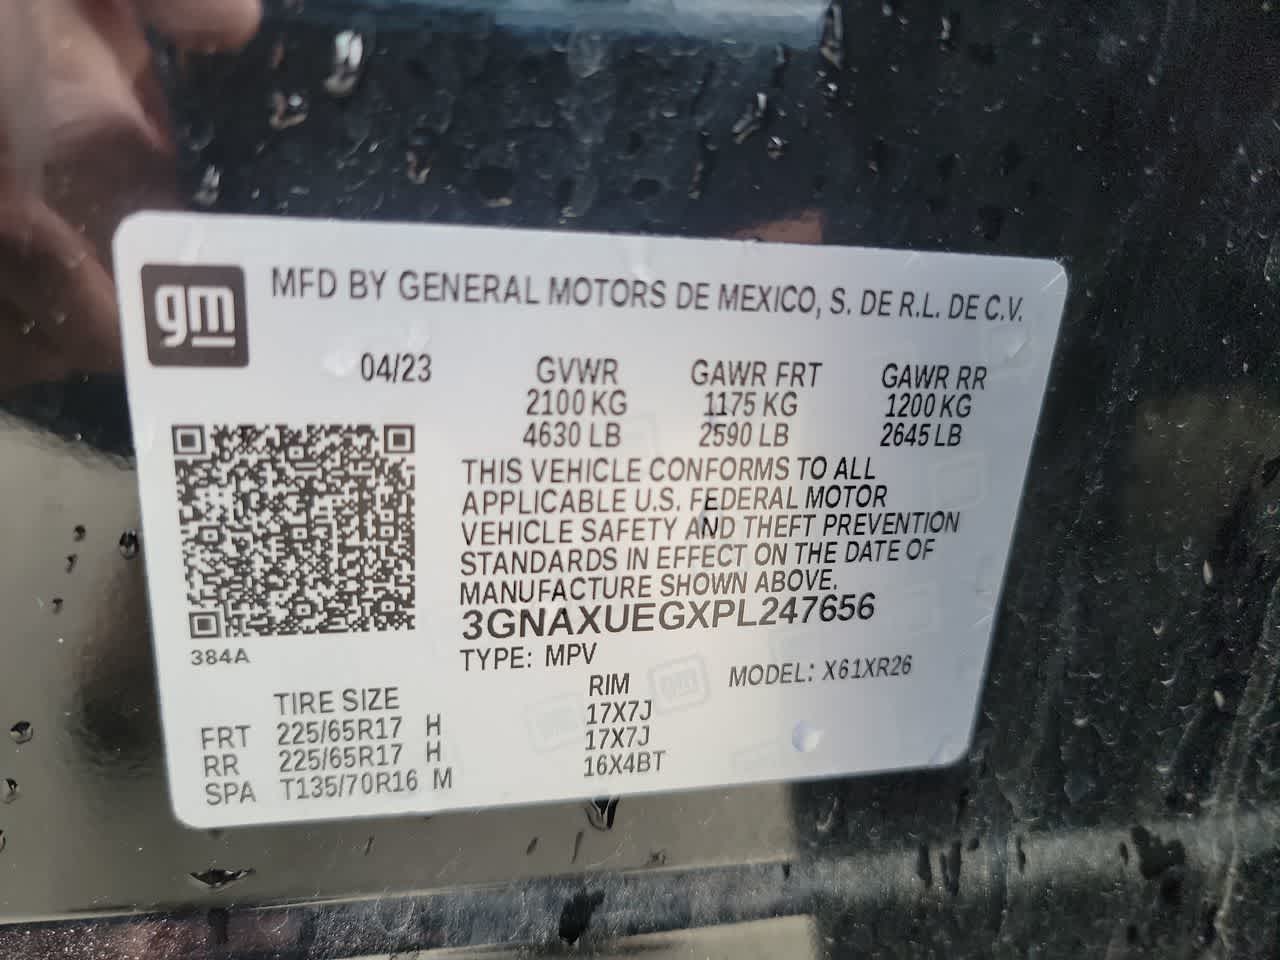 gm
MFD BY GENERAL MOTORS DE MEXICO, S. DE R.L. DE C.V.
04/23 GVWR GAWR FRT GAWR RR
2100 KG 1175 KG 1200 KG
4630 LB 2590 LB 2645 LB
THIS VEHICLE CONFORMS TO ALL
APPLICABLE U.S. FEDERAL MOTOR
VEHICLE SAFETY AND THEFT PREVENTION
STANDARDS IN EFFECT ON THE DATE OF
MANUFACTURE SHOWN ABOVE.
3GNAXUEGXPL247656
384A
TYPE: MPV MODEL: X61XR26
TIRE SIZE RIM
FRT 225/65R17 H 17X7J
RR 225/65R17 H 17X7J
SPA T135/70R16 M 16X4BT
gm